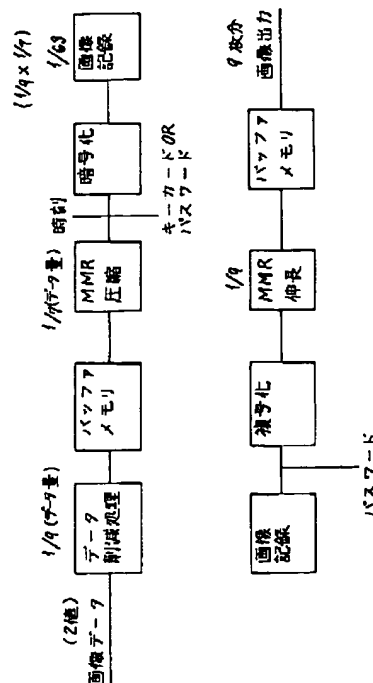 (2値)
画像データ
1/9(データ量)
データ
削減処理
バッファ
メモリ
1/7(データ量)
MMR
圧縮
時刻
キーカード OR
パスワード
暗号化
(1/9×1/7)
1/63
画像
記録
画像
記録
パスワード
複号化
1/9
MMR
伸長
バッファ
メモリ
9枚分
画像出力